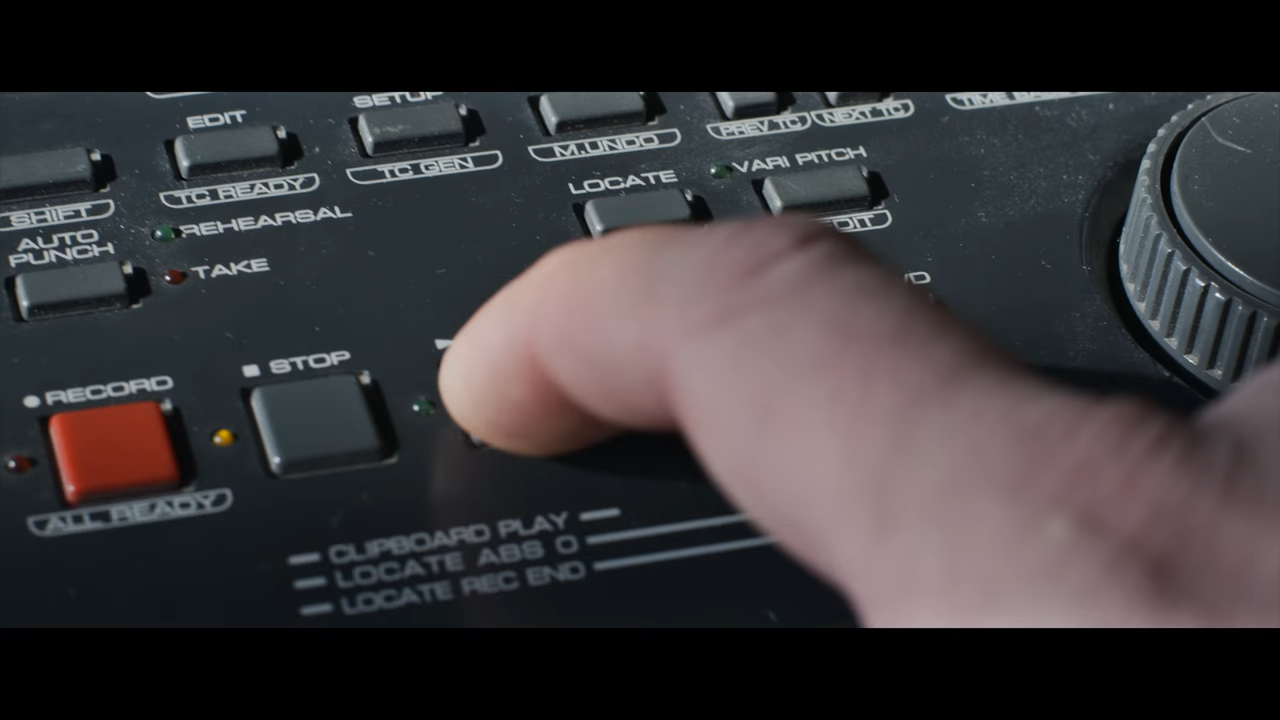 EDIT
SETUP
SHIFT
TC READY
TC GEN
M.UNDO
PREV TC
NEXT TC
AUTO
PUNCH
REHEARSAL
TAKE
LOCATE
VARI PITCH
RECORD
STOP
ALL READY
CLIPBOARD PLAY
LOCATE ABS 0
LOCATE REC END